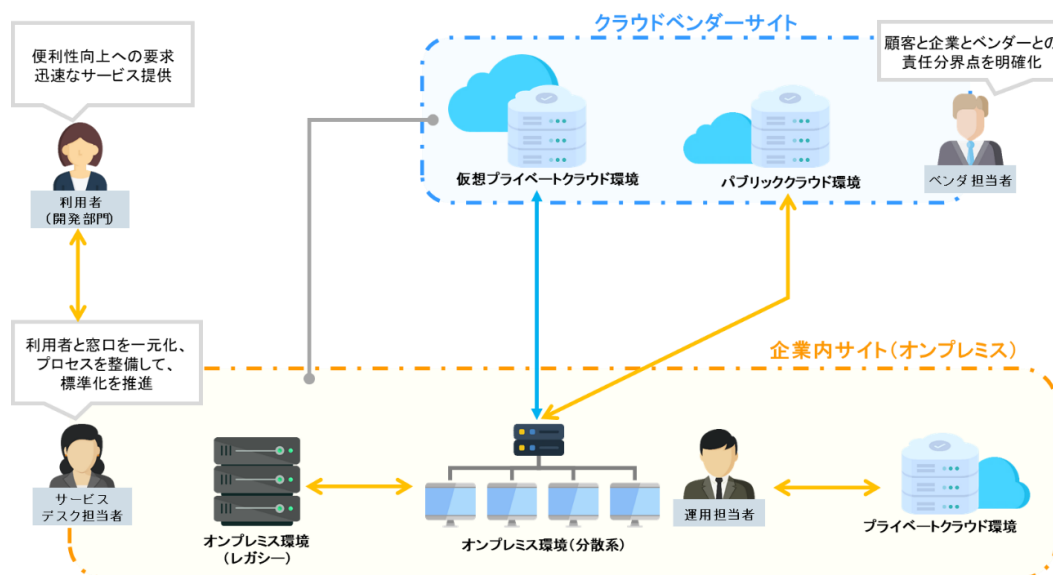 クラウドベンダーサイト
便利性向上への要求
迅速なサービス提供
顧客と企業とベンダーとの
責任分界点を明確化
仮想プライベートクラウド環境
パブリッククラウド環境
ベンダ担当者
利用者
(開発部門)
利用者と窓口を一元化、
プロセスを整備して、
標準化を推進
企業内サイト(オンプレミス)
サービス
デスク担当者
オンプレミス環境
(レガシー)
オンプレミス環境(分散系)
運用担当者
プライベートクラウド環境